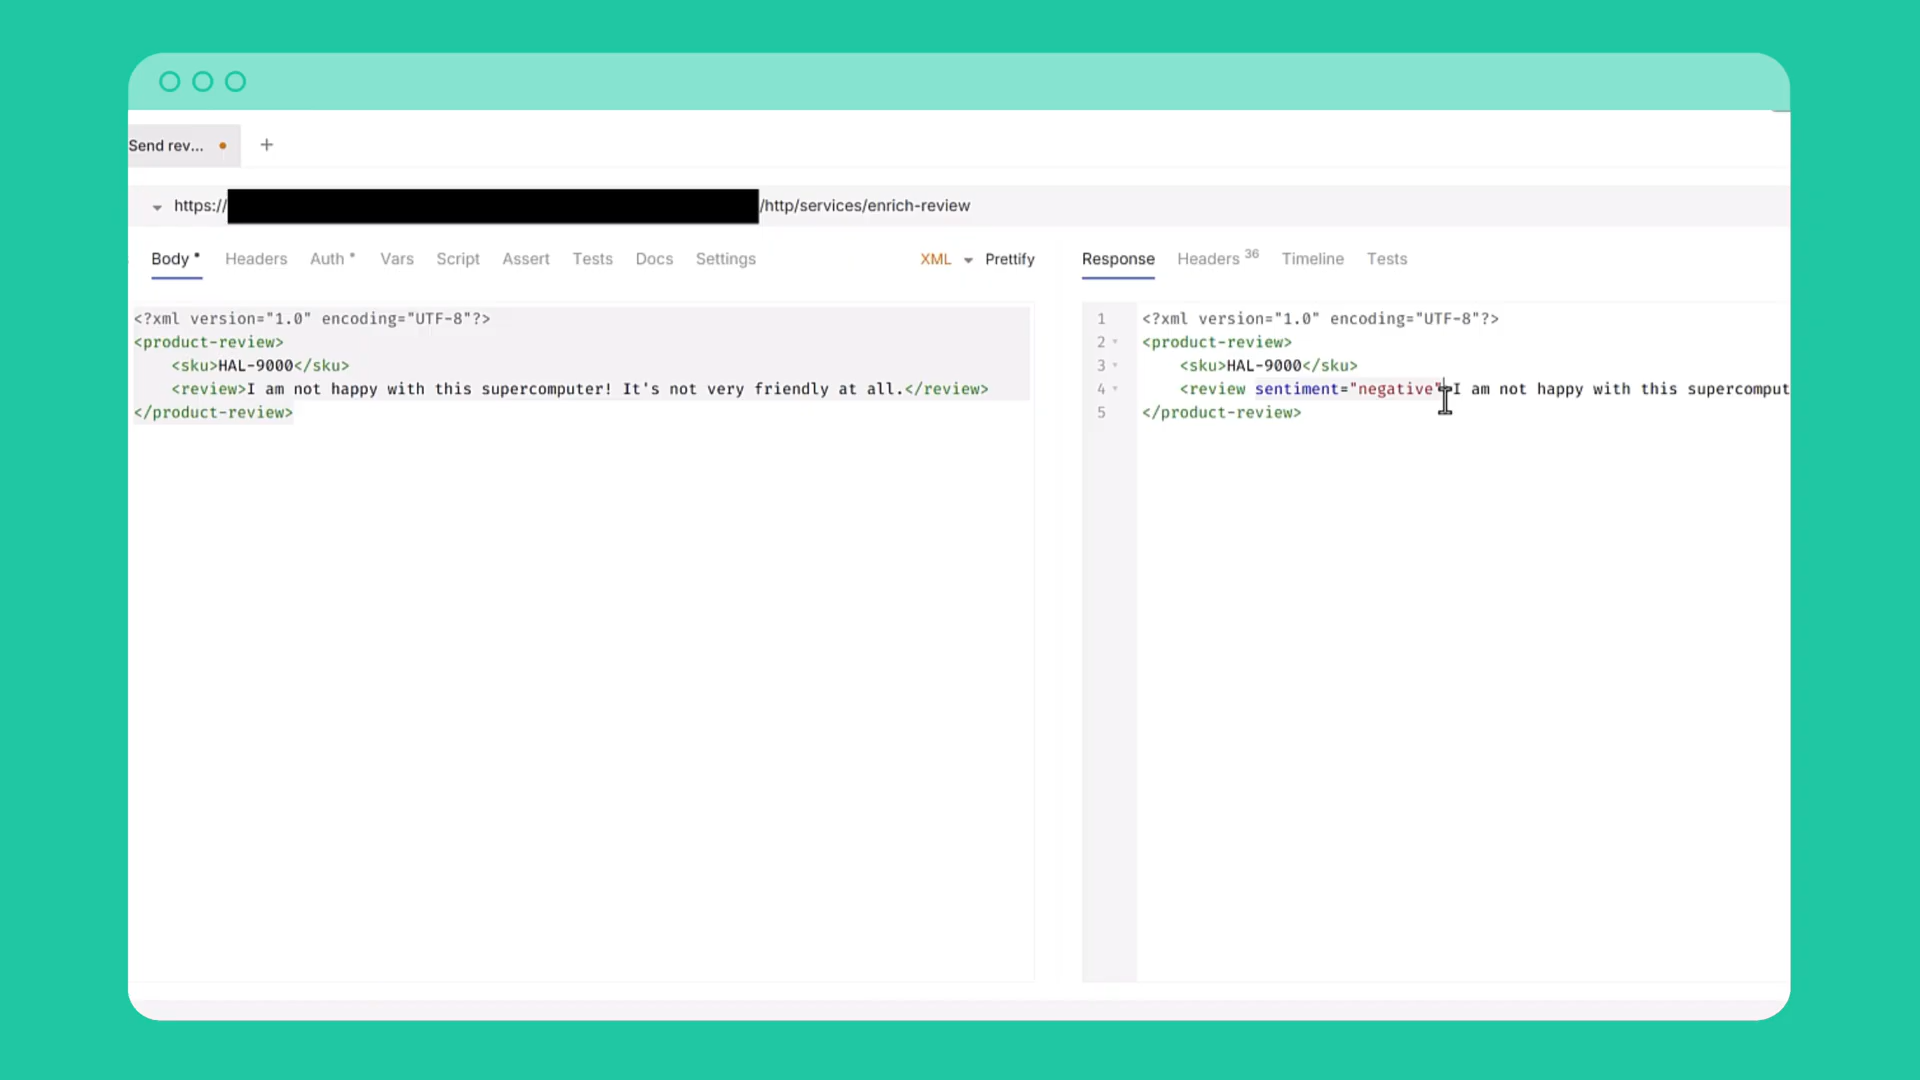 Send rev...
+
https:// /http/services/enrich-review
Body Headers Auth Vars Script Assert Tests Docs Settings XML Prettify
<?xml version="1.0" encoding="UTF-8"?>
<product-review>
<sku>HAL-9000</sku>
<review>I am not happy with this supercomputer! It's not very friendly at all.</review>
</product-review>
Response Headers 36 Timeline Tests
1 <?xml version="1.0" encoding="UTF-8"?>
2 <product-review>
3 <sku>HAL-9000</sku>
4 <review sentiment="negative" I am not happy with this supercomput
5 </product-review>